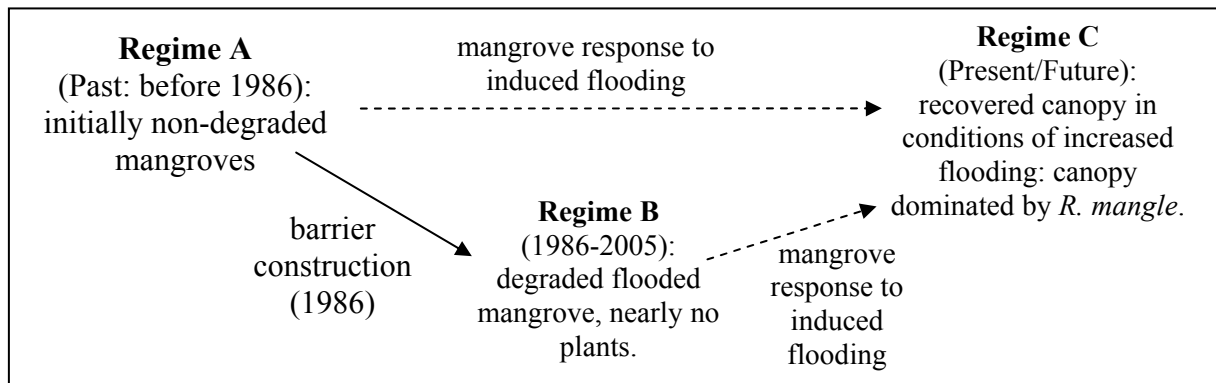 Regime A
(Past: before 1986):
initially non-degraded
mangroves
mangrove response to
induced flooding
Regime C
(Present/Future):
recovered canopy in
conditions of increased
flooding: canopy
dominated by R. mangle.
barrier
construction
(1986)
Regime B
(1986-2005):
degraded flooded
mangrove, nearly no
plants.
mangrove
response to
induced
flooding